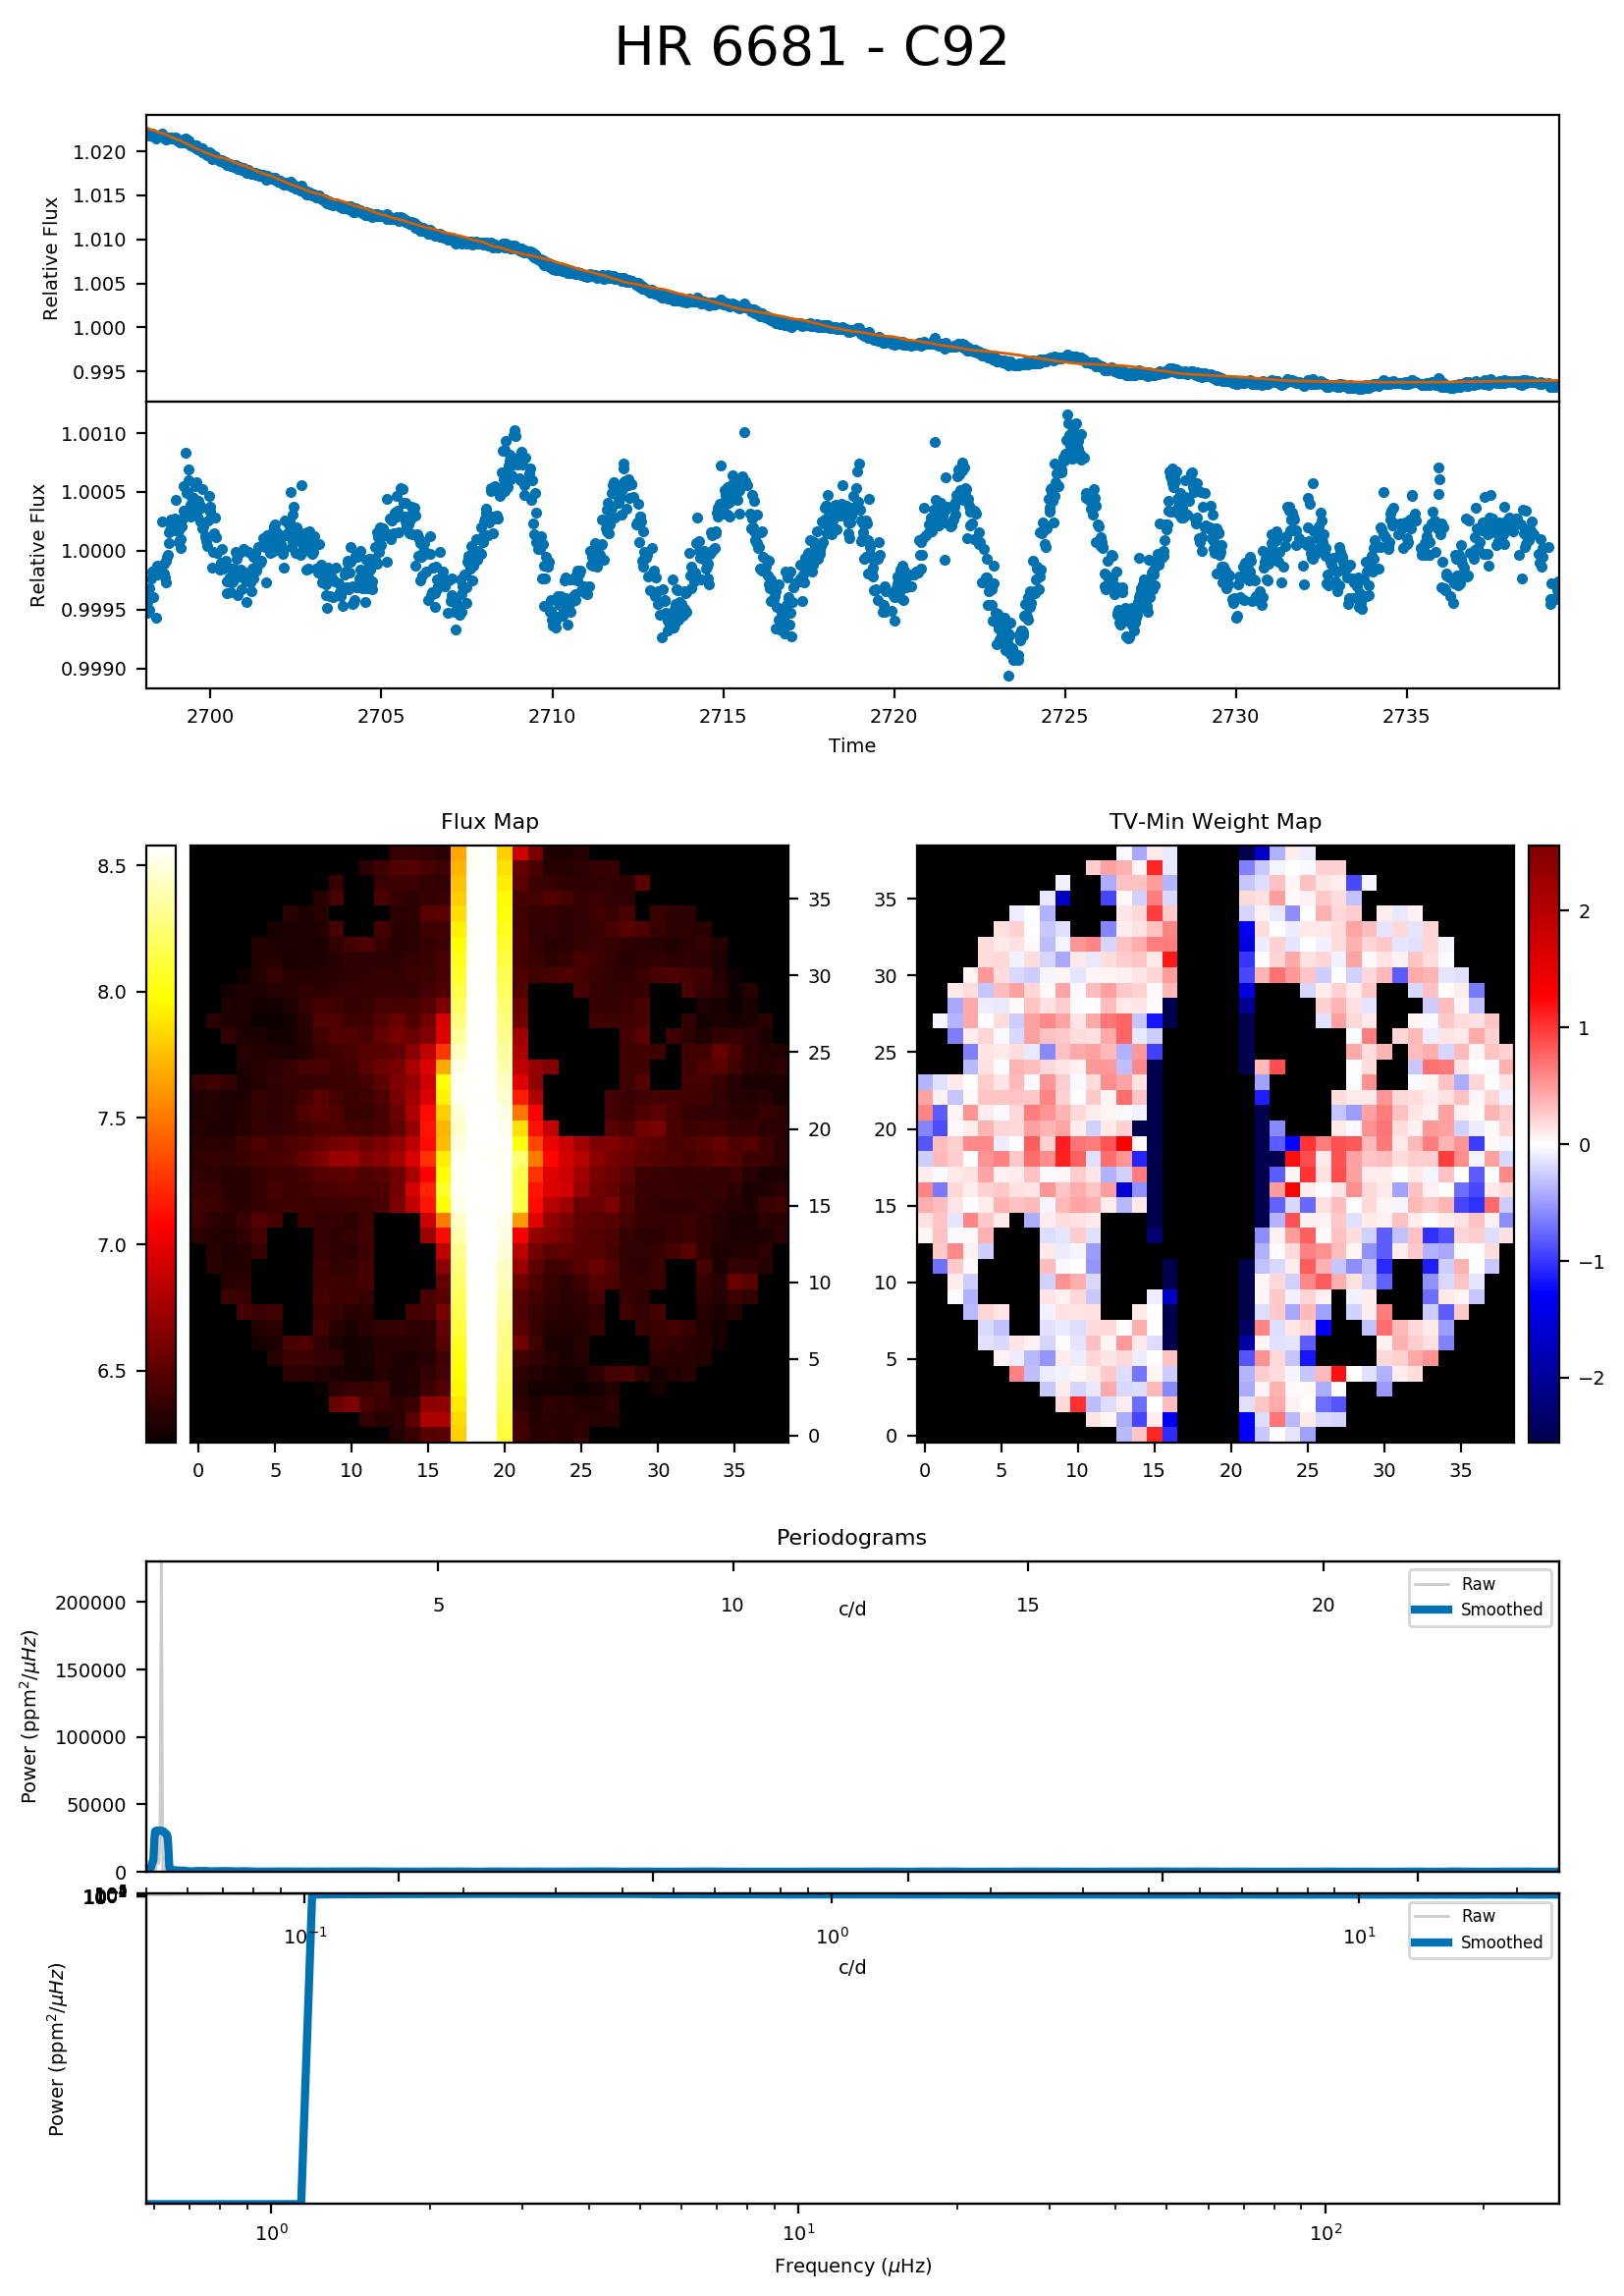 HR 6681 - C92
Relative Flux
1.020
1.015
1.010
1.005
1.000
0.995
Relative Flux
1.0010
1.0005
1.0000
0.9995
0.9990
2700 2705 2710 2715 2720 2725 2730 2735
Time
Flux Map
8.5
8.0
7.5
7.0
6.5
35
30
25
20
15
10
5
0
0 5 10 15 20 25 30 35
TV-Min Weight Map
35
30
25
20
15
10
5
0
0 5 10 15 20 25 30 35
2
1
0
−1
−2
Periodograms
Power (ppm²/μHz)
200000
150000
100000
50000
0
5 10 15 20
c/d
Raw
Smoothed
Power (ppm²/μHz)
10⁻¹ 10⁰ 10¹
c/d
Raw
Smoothed
10⁰ 10¹ 10²
Frequency (μHz)